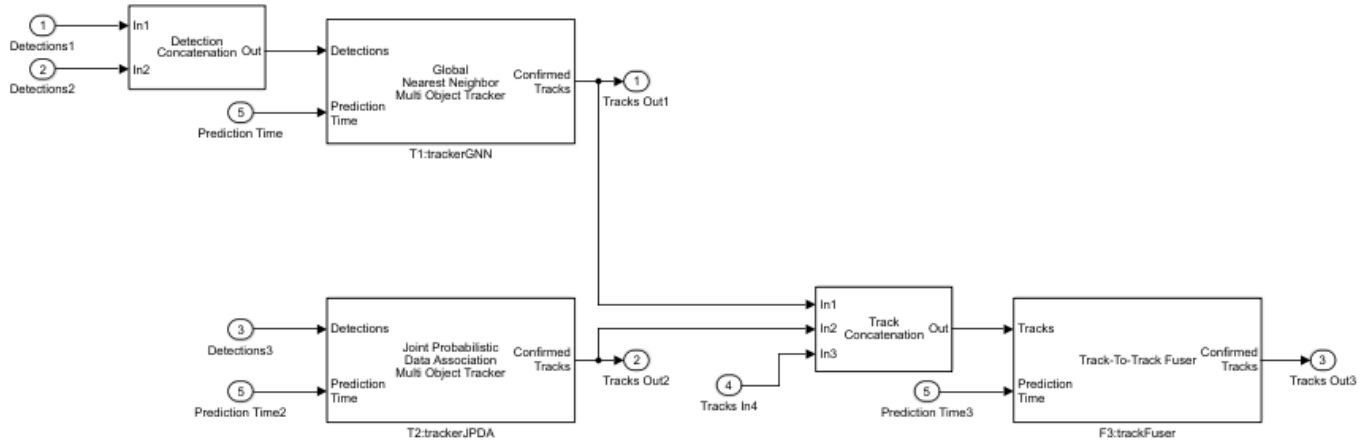 1
Detections1
2
Detections2
In1
In2
Detection
Concatenation
Out
5
Prediction Time
Detections
Prediction
Time
Global
Nearest Neighbor
Multi Object Tracker
Confirmed
Tracks
T1:trackerGNN
1
Tracks Out1
3
Detections3
5
Prediction Time2
Detections
Prediction
Time
Joint Probabilistic
Data Association
Multi Object Tracker
Confirmed
Tracks
T2:trackerJPDA
2
Tracks Out2
4
Tracks In4
In1
In2
In3
Track
Concatenation
Out
5
Prediction Time3
Tracks
Prediction
Time
Track-To-Track Fuser
Confirmed
Tracks
F3:trackFuser
3
Tracks Out3